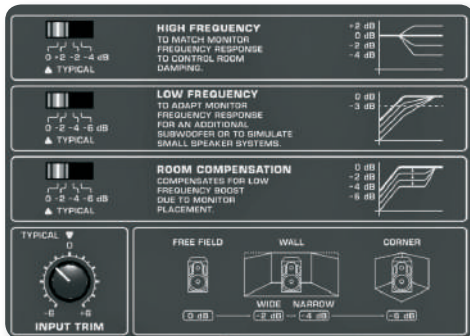 HIGH FREQUENCY
TO MATCH MONITOR
FREQUENCY RESPONSE
TO CONTROL ROOM
DAMPING.
0 -2 -2 -4 dB
▲ TYPICAL
+2 dB
0 dB
-2 dB
-4 dB
LOW FREQUENCY
TO ADAPT MONITOR
FREQUENCY RESPONSE
FOR AN ADDITIONAL
SUBWOOFER OR TO SIMULATE
SMALL SPEAKER SYSTEMS.
0 -2 -4 -6 dB
▲ TYPICAL
0 dB
-3 dB
ROOM COMPENSATION
COMPENSATES FOR LOW
FREQUENCY BOOST
DUE TO MONITOR
PLACEMENT.
0 -2 -4 -6 dB
▲ TYPICAL
0 dB
-2 dB
-4 dB
-6 dB
TYPICAL ▼
0
-6 +6
INPUT TRIM
FREE FIELD WALL CORNER
WIDE NARROW
0 dB -2 dB -4 dB -6 dB